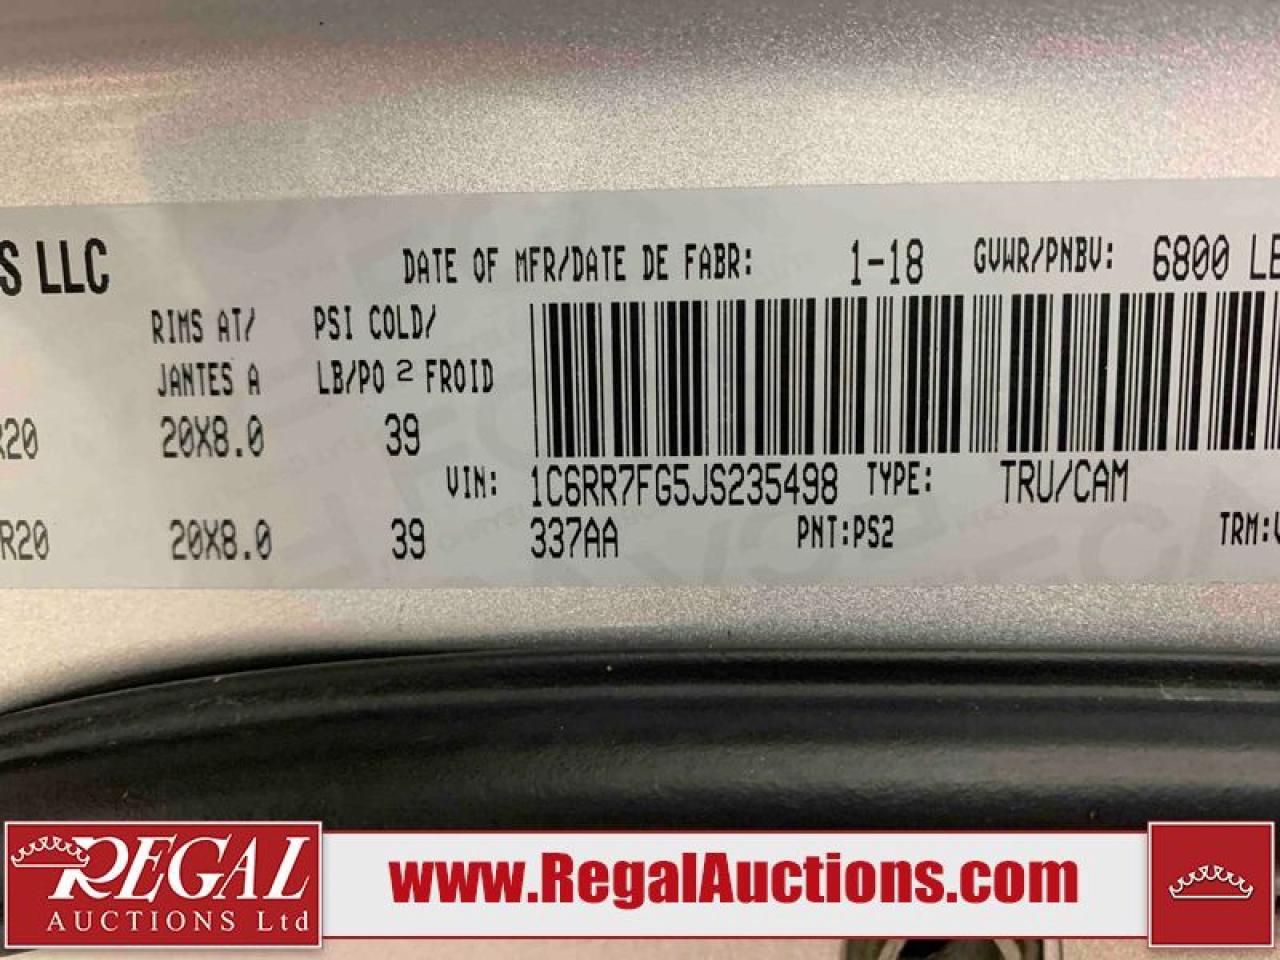 S LLC
DATE OF MFR/DATE DE FABR: 1-18 GVWR/PNBV: 6800 LB
RIMS AT/ PSI COLD/
JANTES A LB/PO 2 FROID
R20 20X8.0 39
VIN: 1C6RR7FG5JS235498 TYPE: TRU/CAM
R20 20X8.0 39 337AA PNT:PS2 TRM:
REGAL
AUCTIONS Ltd
www.RegalAuctions.com